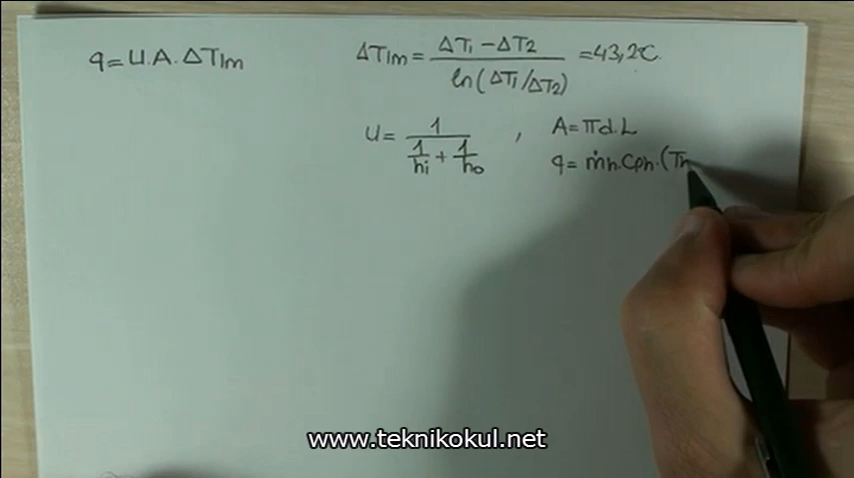 q = U.A. ΔTlm
ΔTlm = (ΔT1 - ΔT2) / ln(ΔT1/ΔT2) = 43,2°C.
U = 1 / (1/hi + 1/ho) , A = πd.L
q = ṁh.Cph.(Th
www.teknikokul.net